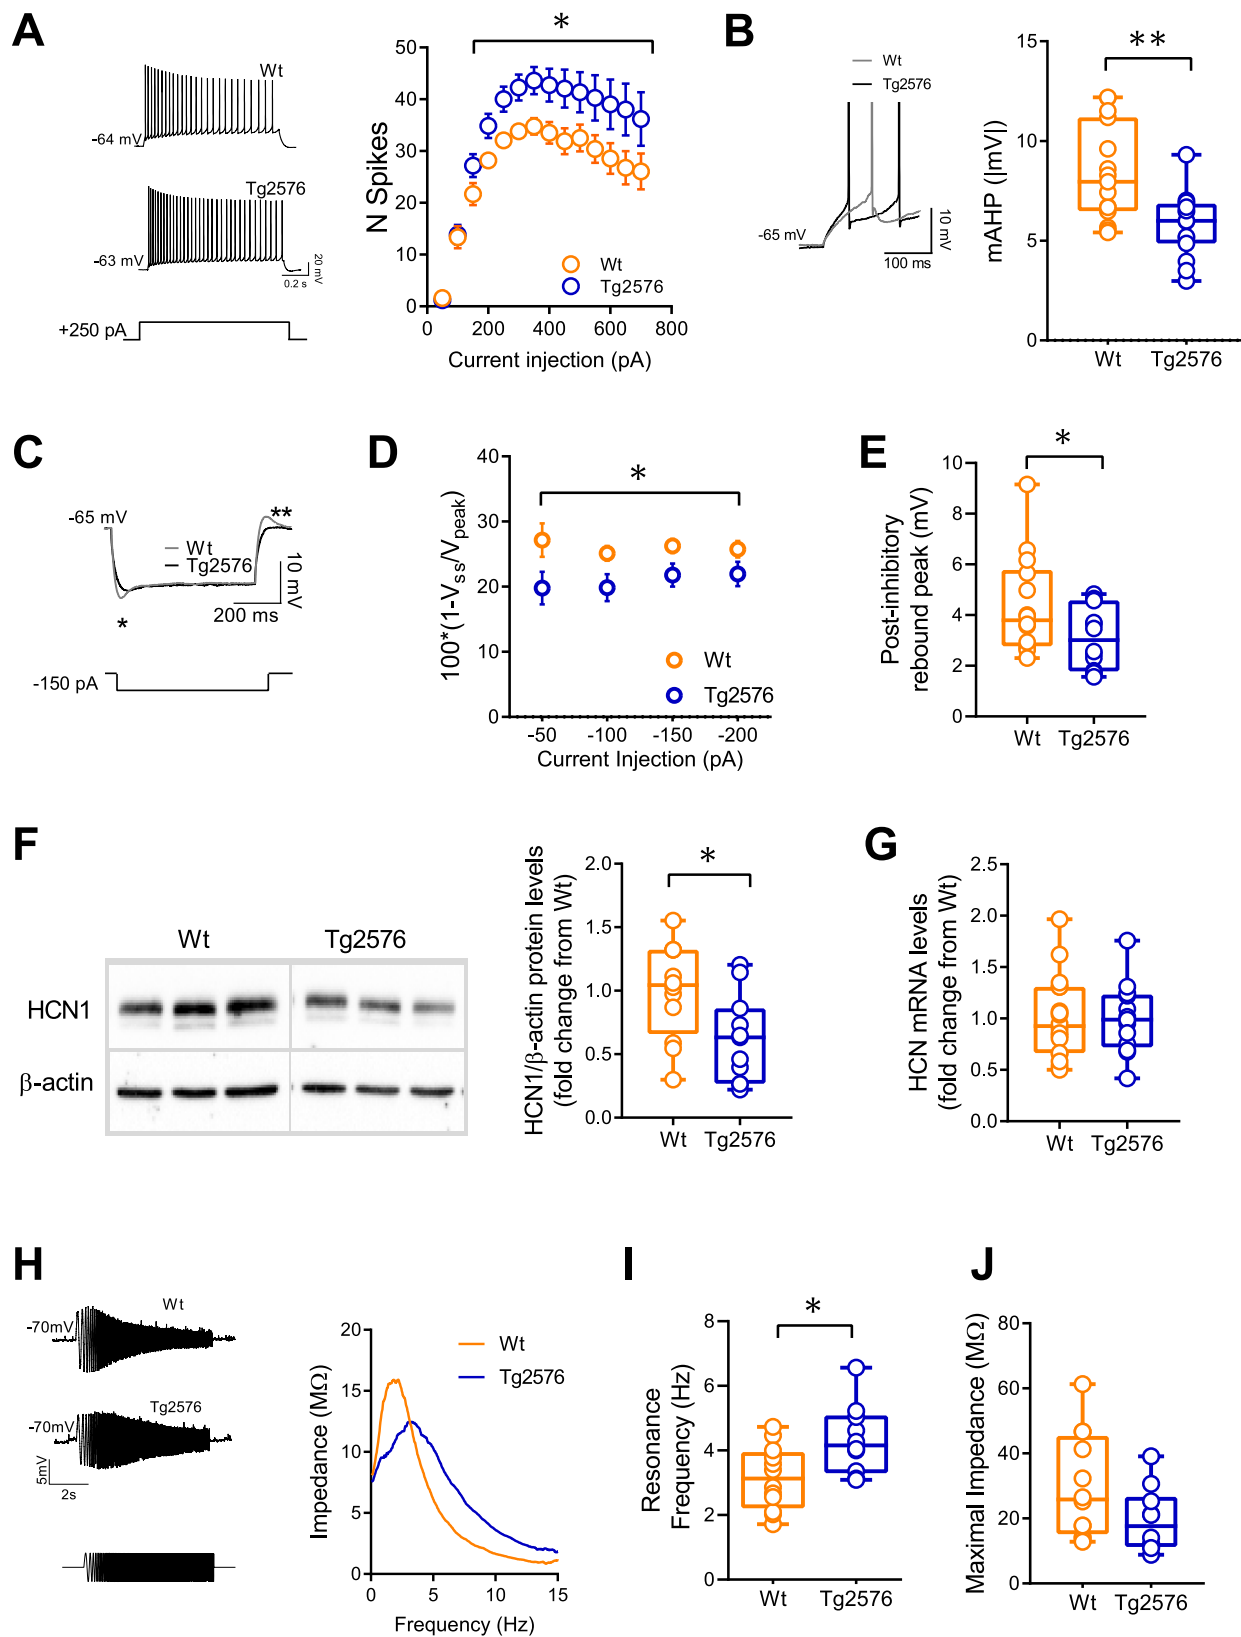 A
Wt
-64 mV
Tg2576
-63 mV
20 mV
0.2 s
+250 pA
*
N Spikes
50
40
30
20
10
0
Wt
Tg2576
0 200 400 600 800
Current injection (pA)
B
Wt
Tg2576
-65 mV
10 mV
100 ms
**
mAHP (|mV|)
15
10
5
0
Wt Tg2576
C
-65 mV
**
Wt
Tg2576
10 mV
200 ms
*
-150 pA
D
*
100*(1-Vss/Vpeak)
40
30
20
10
0
Wt
Tg2576
-50 -100 -150 -200
Current Injection (pA)
E
*
Post-inhibitory
rebound peak (mV)
10
8
6
4
2
0
Wt Tg2576
F
Wt Tg2576
HCN1
β-actin
*
HCN1/β-actin protein levels
(fold change from Wt)
2.0
1.5
1.0
0.5
0.0
Wt Tg2576
G
HCN mRNA levels
(fold change from Wt)
2.5
2.0
1.5
1.0
0.5
0.0
Wt Tg2576
H
Wt
-70mV
Tg2576
-70mV
5mV
2s
Impedance (MΩ)
20
15
10
5
0
Wt
Tg2576
0 5 10 15
Frequency (Hz)
I
*
Resonance
Frequency (Hz)
8
6
4
2
0
Wt Tg2576
J
Maximal Impedance (MΩ)
80
60
40
20
0
Wt Tg2576